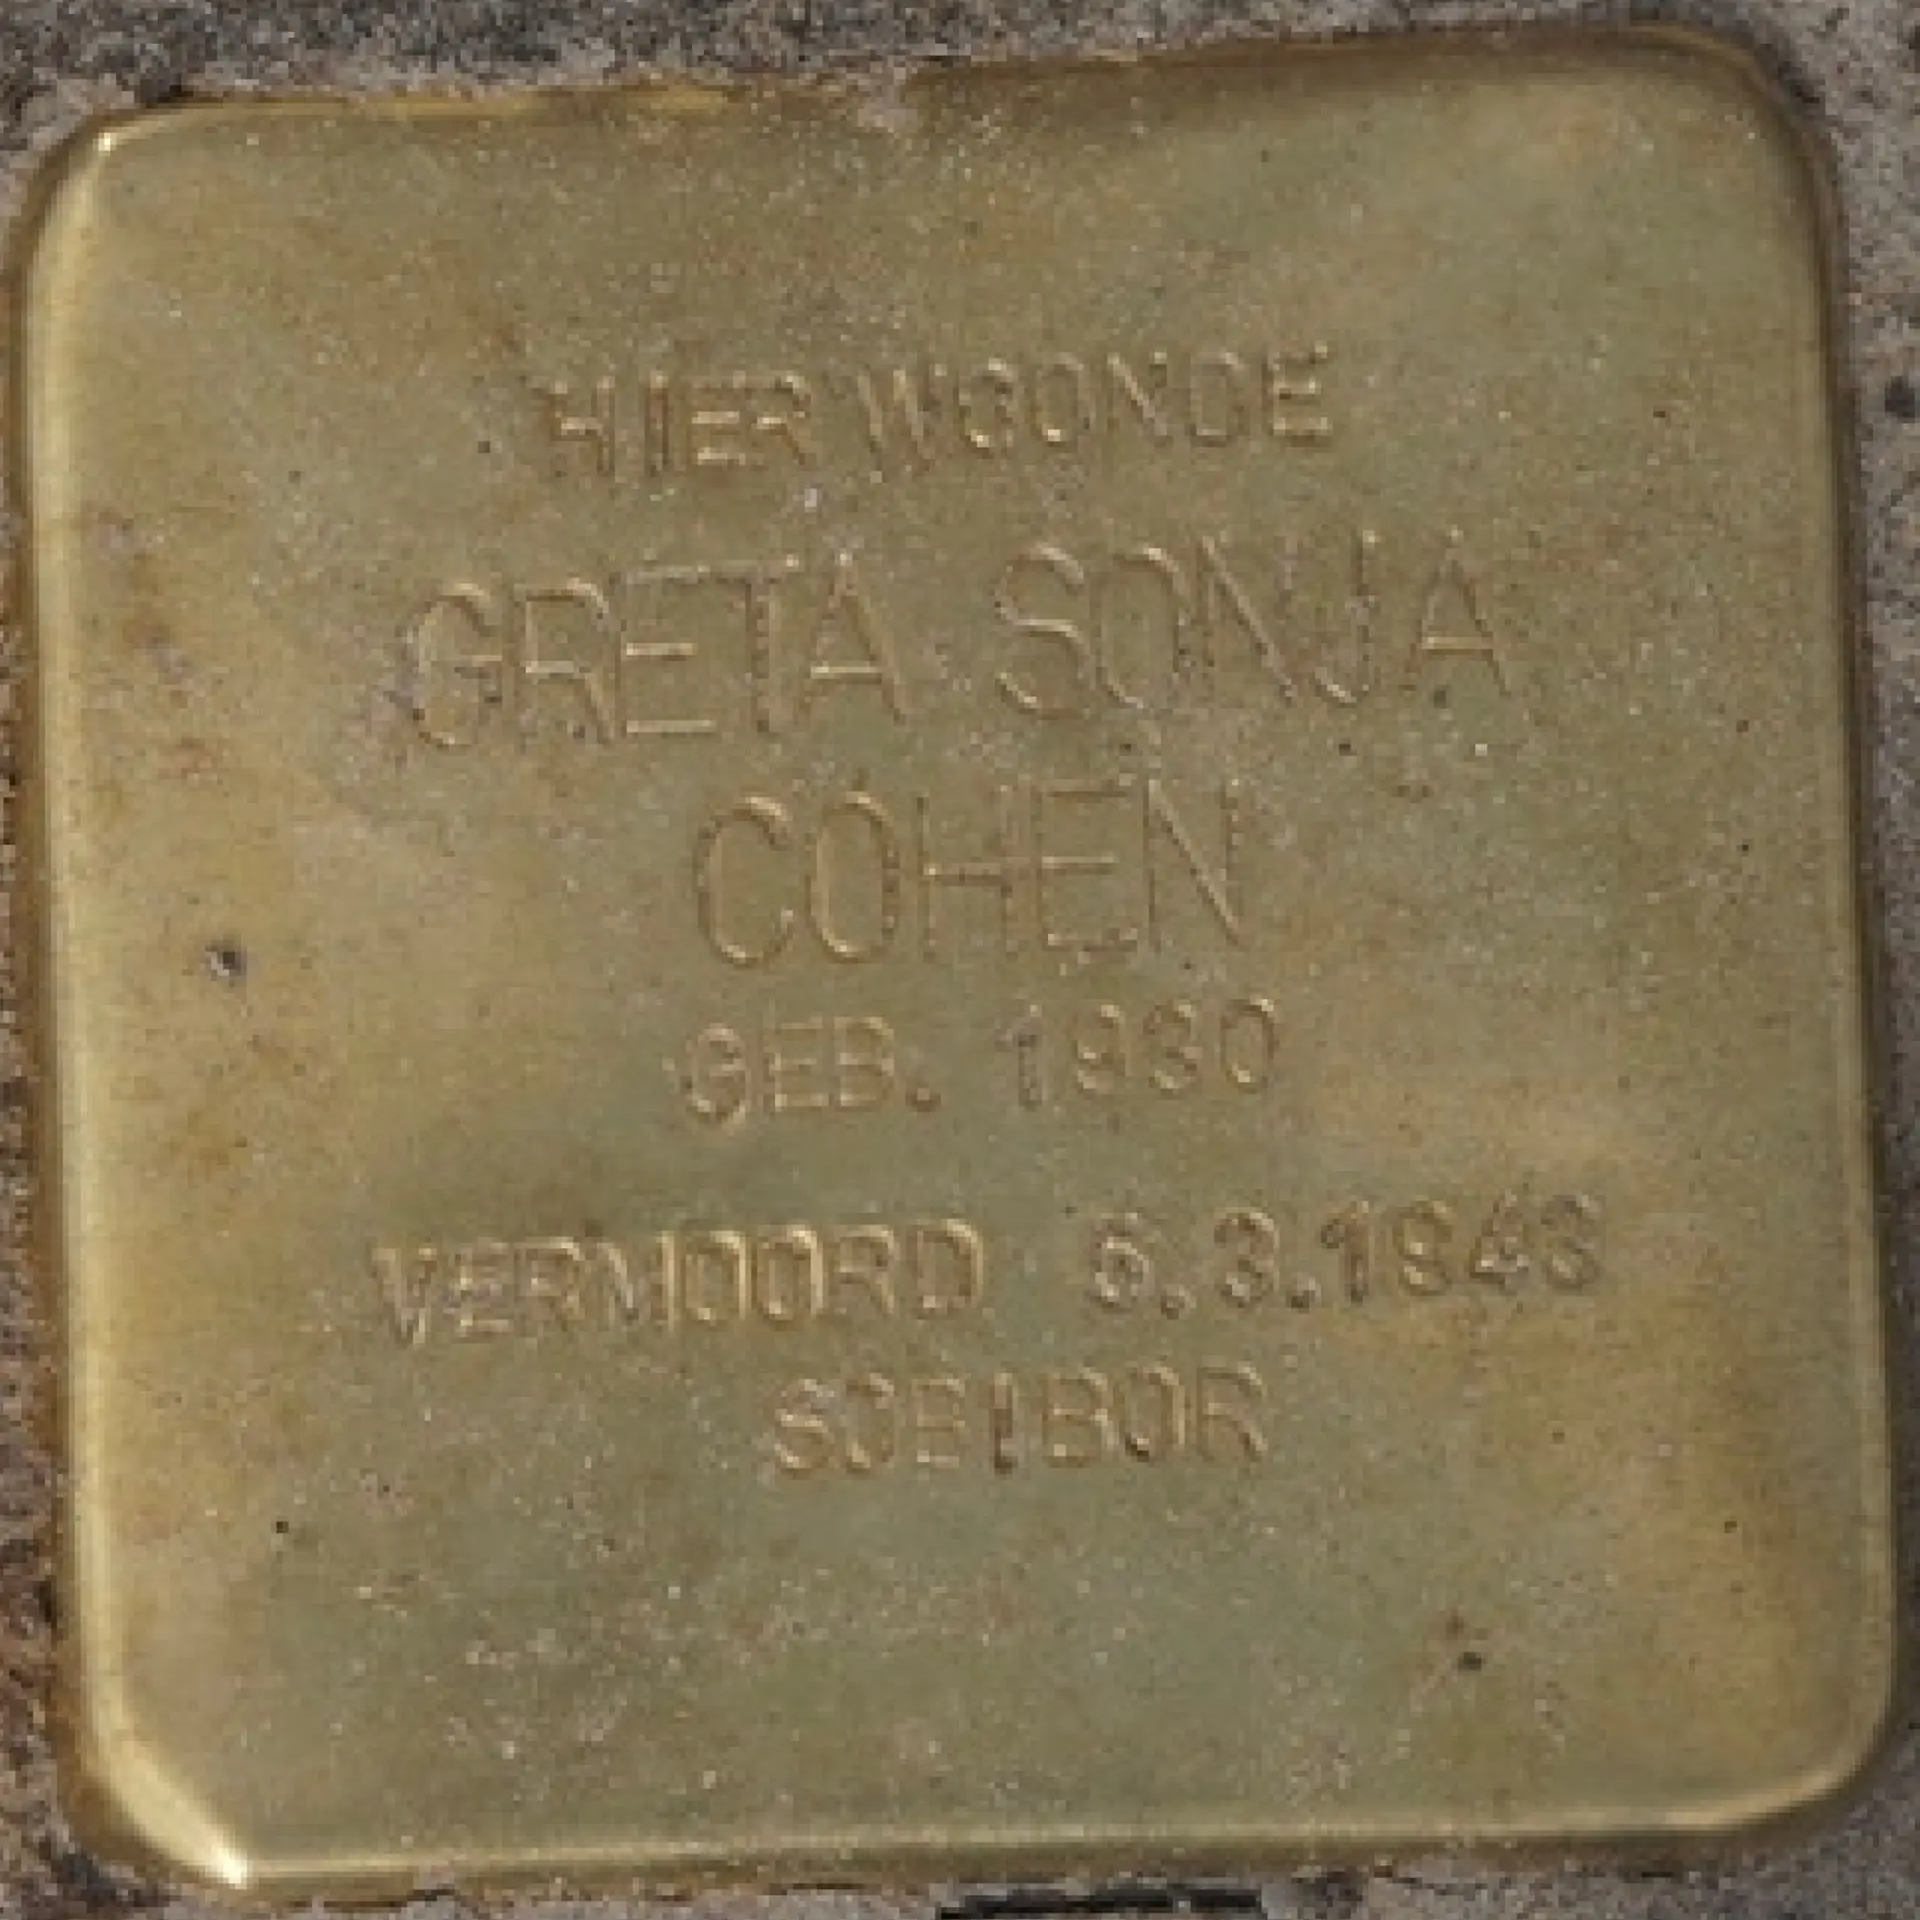 HIER WOONDE
GRETA SONJA
COHEN
GEB. 1930
VERMOORD 5.3.1943
SOBIBOR